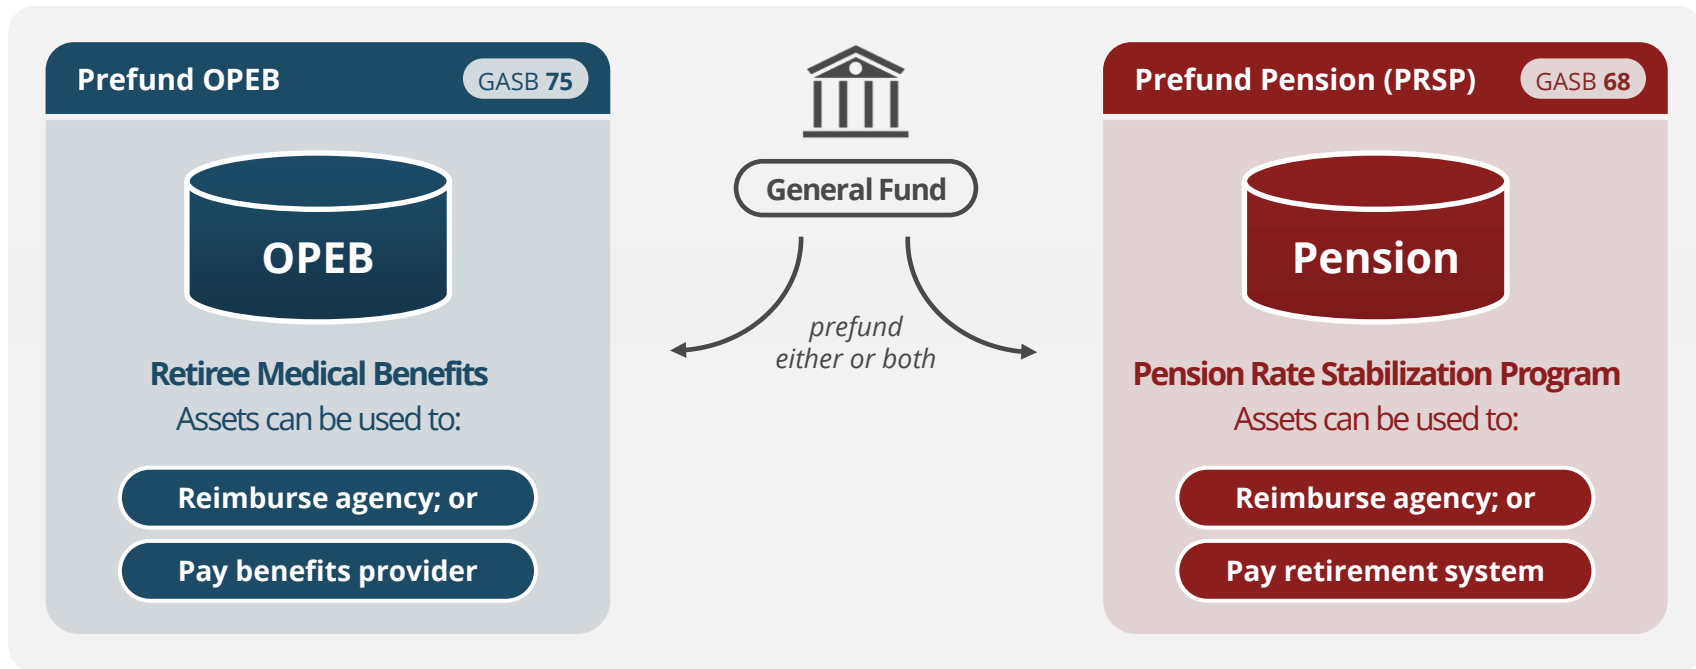 Prefund OPEB
GASB 75
OPEB
Retiree Medical Benefits
Assets can be used to:
Reimburse agency; or
Pay benefits provider
General Fund
prefund
either or both
Prefund Pension (PRSP)
GASB 68
Pension
Pension Rate Stabilization Program
Assets can be used to:
Reimburse agency; or
Pay retirement system